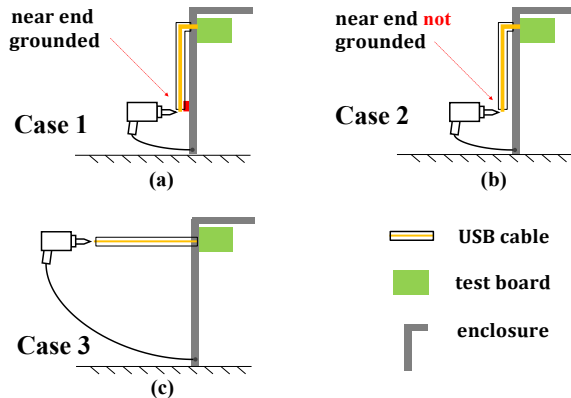 near end
grounded
Case 1
(a)
near end not
grounded
Case 2
(b)
Case 3
(c)
USB cable
test board
enclosure